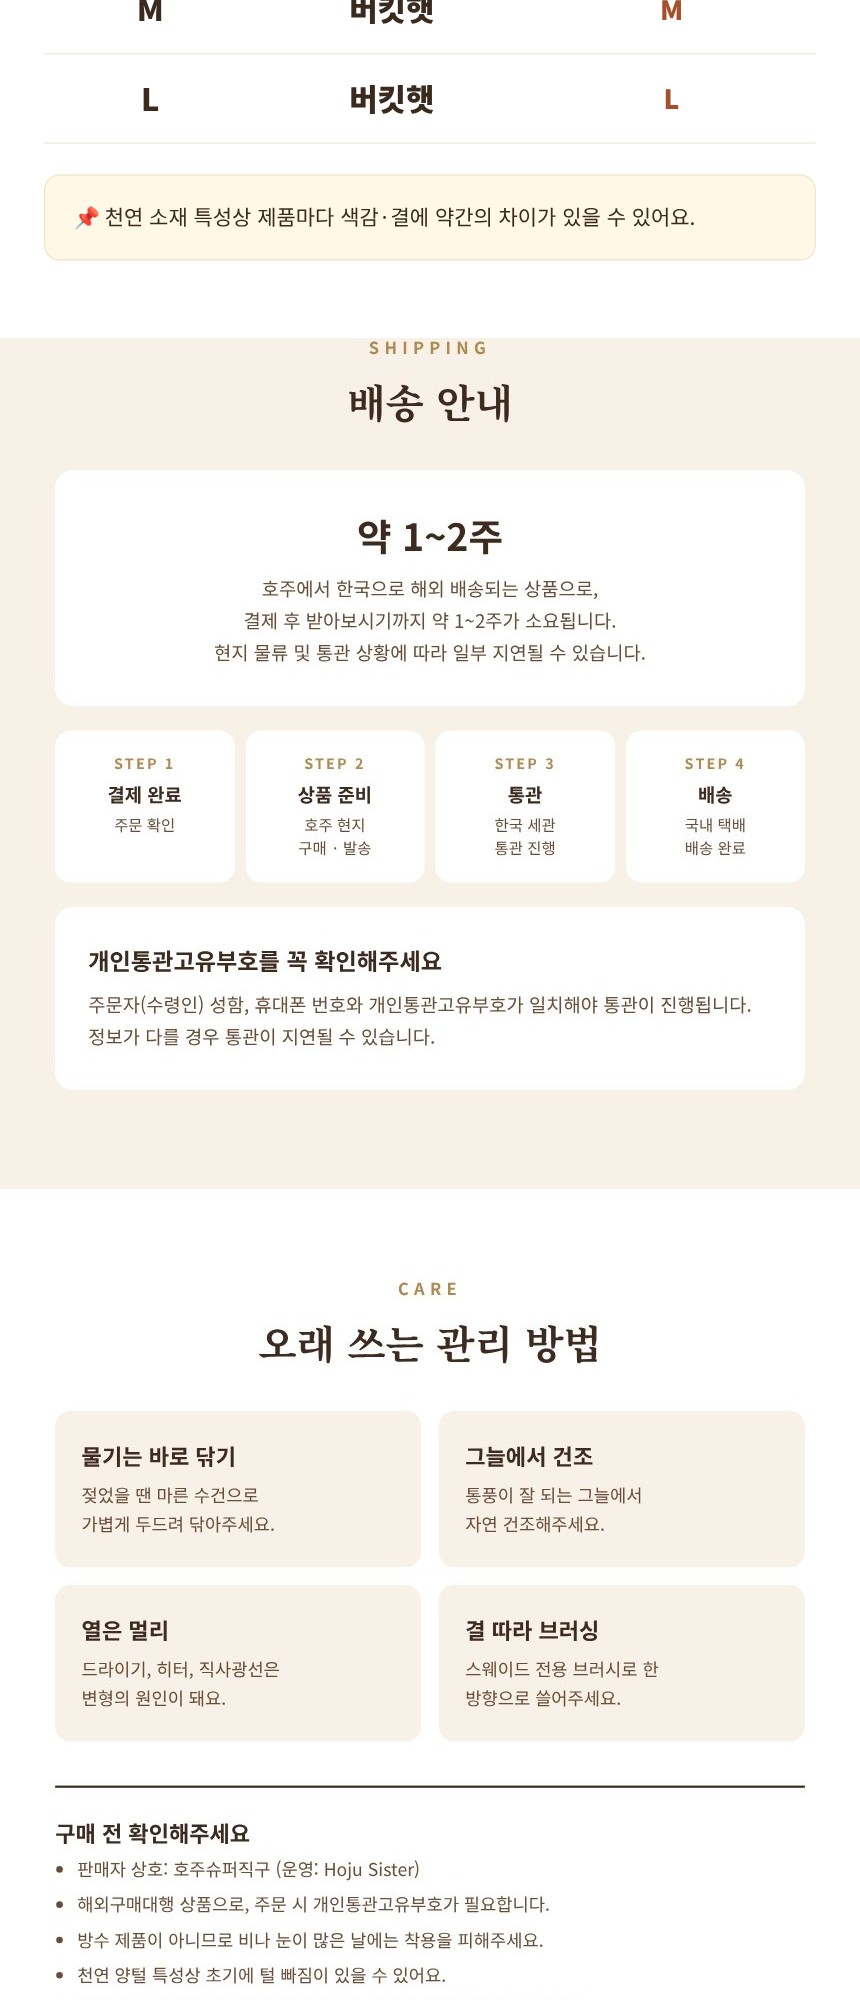 M 버킷햇 M
L 버킷햇 L
📌 천연 소재 특성상 제품마다 색감·결에 약간의 차이가 있을 수 있어요.
SHIPPING
배송 안내
약 1~2주
호주에서 한국으로 해외 배송되는 상품으로,
결제 후 받아보시기까지 약 1~2주가 소요됩니다.
현지 물류 및 통관 상황에 따라 일부 지연될 수 있습니다.
STEP 1
결제 완료
주문 확인
STEP 2
상품 준비
호주 현지
구매 · 발송
STEP 3
통관
한국 세관
통관 진행
STEP 4
배송
국내 택배
배송 완료
개인통관고유부호를 꼭 확인해주세요
주문자(수령인) 성함, 휴대폰 번호와 개인통관고유부호가 일치해야 통관이 진행됩니다.
정보가 다를 경우 통관이 지연될 수 있습니다.
CARE
오래 쓰는 관리 방법
물기는 바로 닦기
젖었을 땐 마른 수건으로
가볍게 두드려 닦아주세요.
그늘에서 건조
통풍이 잘 되는 그늘에서
자연 건조해주세요.
열은 멀리
드라이기, 히터, 직사광선은
변형의 원인이 돼요.
결 따라 브러싱
스웨이드 전용 브러시로 한
방향으로 쓸어주세요.
구매 전 확인해주세요
• 판매자 상호: 호주슈퍼직구 (운영: Hoju Sister)
• 해외구매대행 상품으로, 주문 시 개인통관고유부호가 필요합니다.
• 방수 제품이 아니므로 비나 눈이 많은 날에는 착용을 피해주세요.
• 천연 양털 특성상 초기에 털 빠짐이 있을 수 있어요.